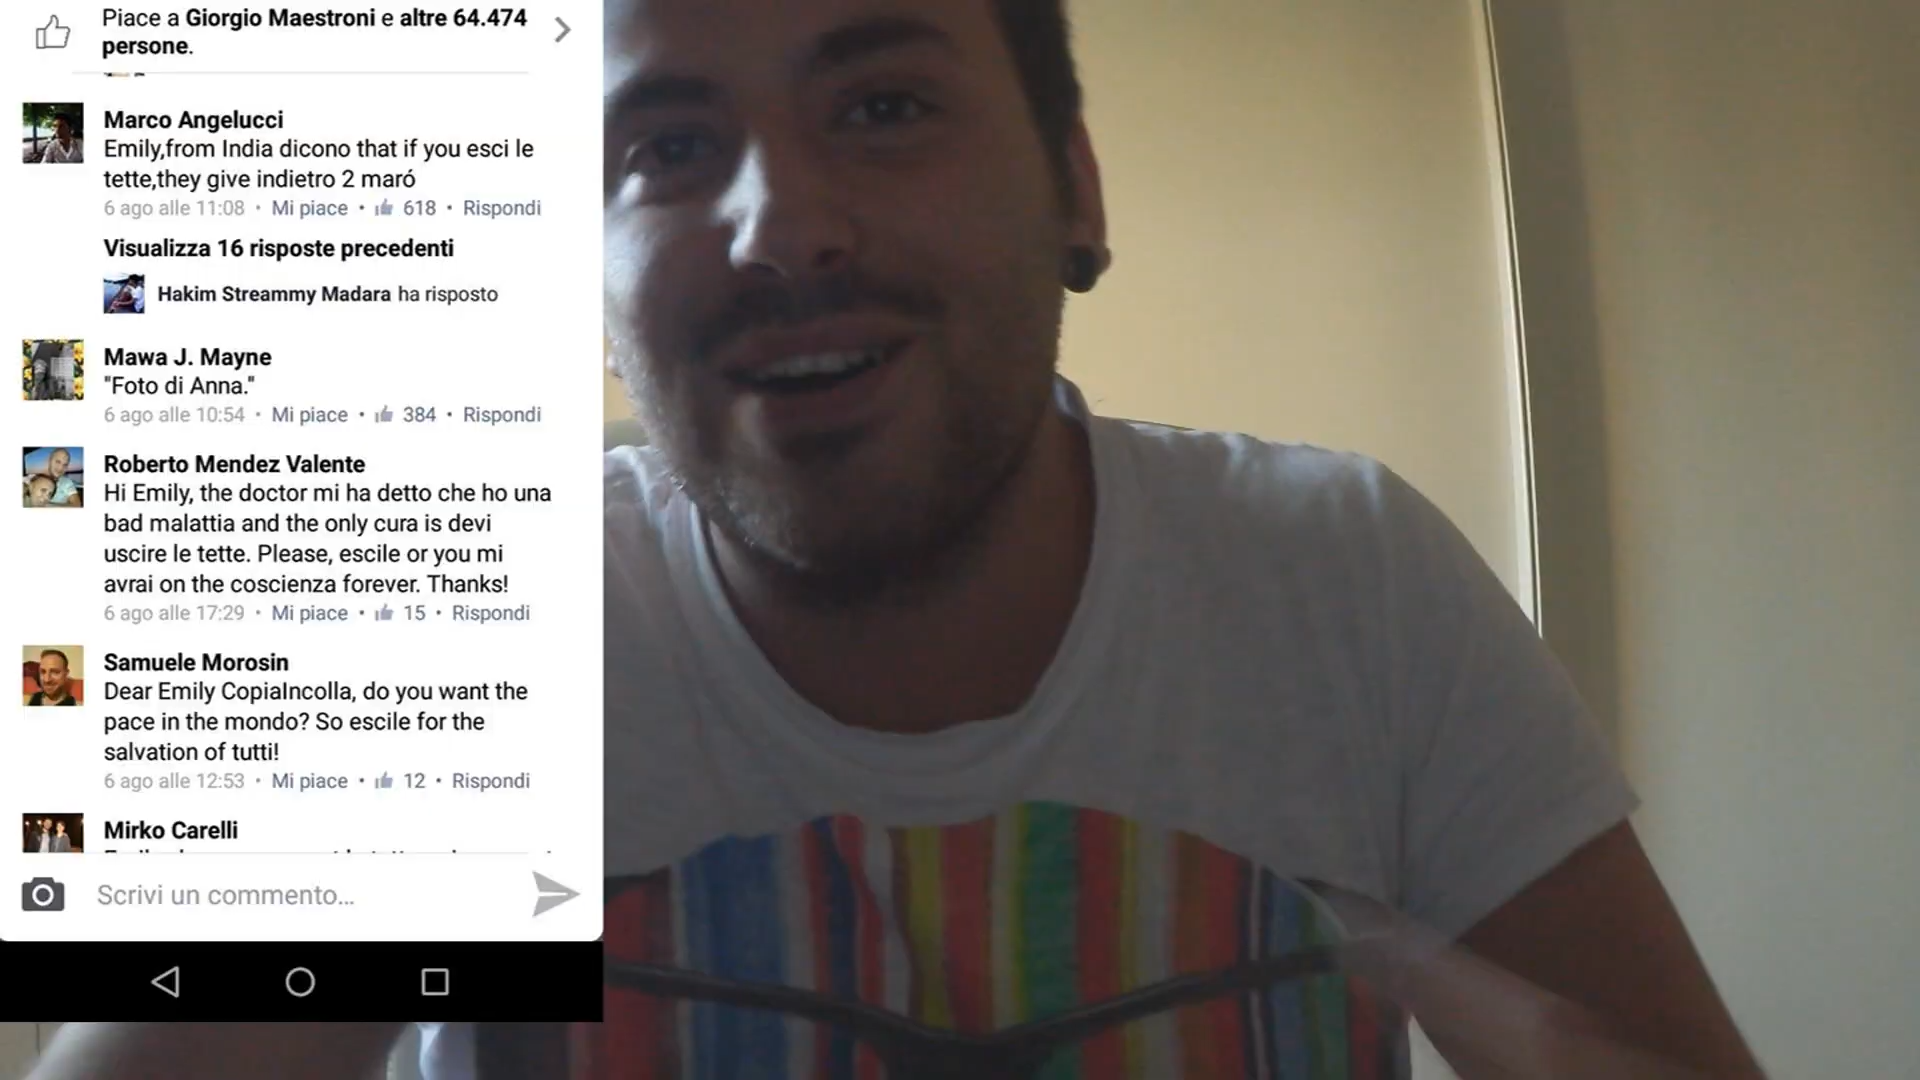 Piace a Giorgio Maestroni e altre 64.474
persone.
Marco Angelucci
Emily,from India dicono that if you esci le
tette,they give indietro 2 maró
6 ago alle 11:08 • Mi piace • 618 • Rispondi
Visualizza 16 risposte precedenti
Hakim Streammy Madara ha risposto
Mawa J. Mayne
"Foto di Anna."
6 ago alle 10:54 • Mi piace • 384 • Rispondi
Roberto Mendez Valente
Hi Emily, the doctor mi ha detto che ho una
bad malattia and the only cura is devi
uscire le tette. Please, escile or you mi
avrai on the coscienza forever. Thanks!
6 ago alle 17:29 • Mi piace • 15 • Rispondi
Samuele Morosin
Dear Emily CopiaIncolla, do you want the
pace in the mondo? So escile for the
salvation of tutti!
6 ago alle 12:53 • Mi piace • 12 • Rispondi
Mirko Carelli
Scrivi un commento...